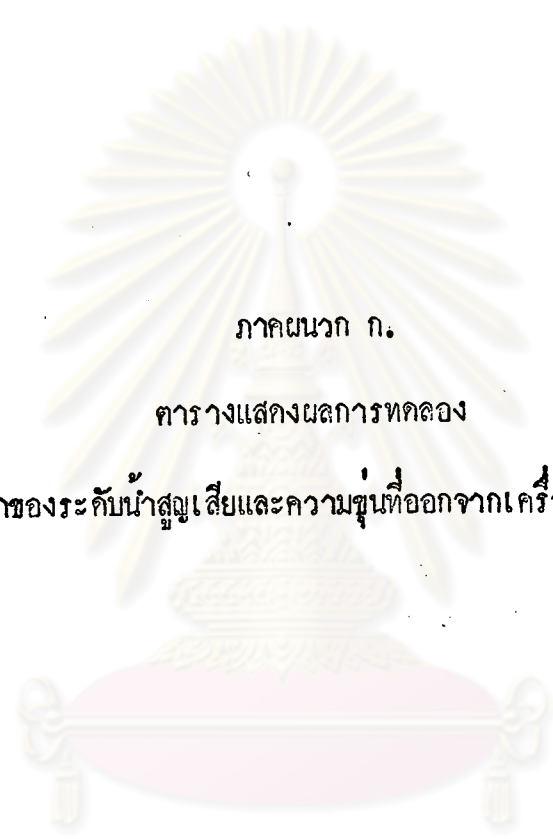 ภาคผนวก ก.
ตารางแสดงผลการทดลอง
ของระดับน้ำสูญเสียและความขุ่นที่ออกจาก